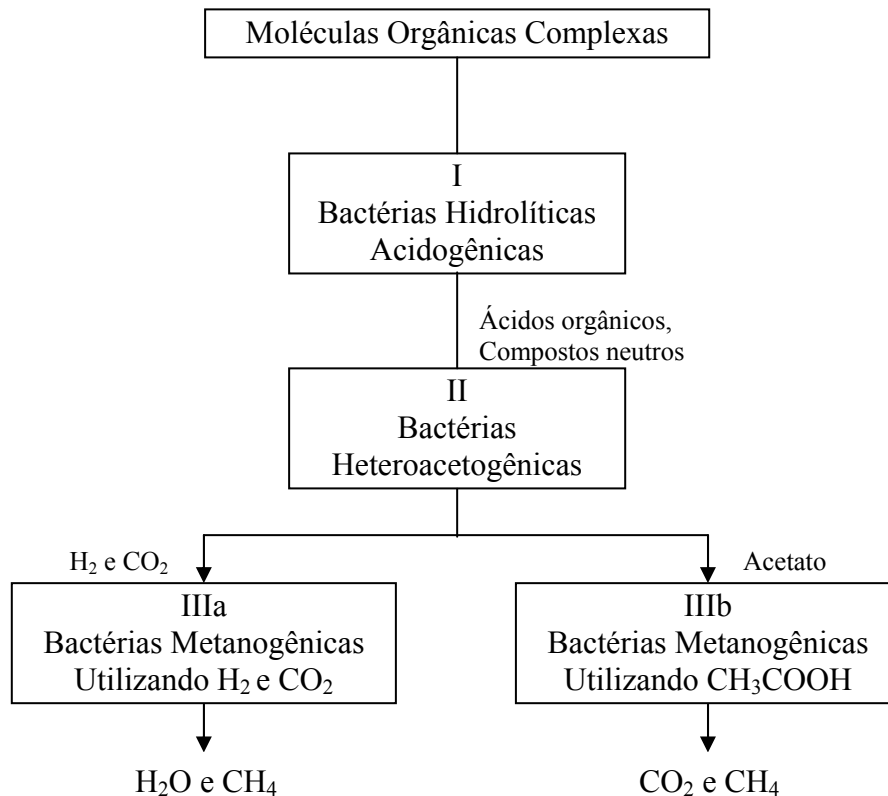 Moléculas Orgânicas Complexas
I
Bactérias Hidrolíticas
Acidogênicas
Ácidos orgânicos,
Compostos neutros
II
Bactérias
Heteroacetogênicas
H₂ e CO₂
Acetato
IIIa
Bactérias Metanogênicas
Utilizando H₂ e CO₂
IIIb
Bactérias Metanogênicas
Utilizando CH₃COOH
H₂O e CH₄
CO₂ e CH₄